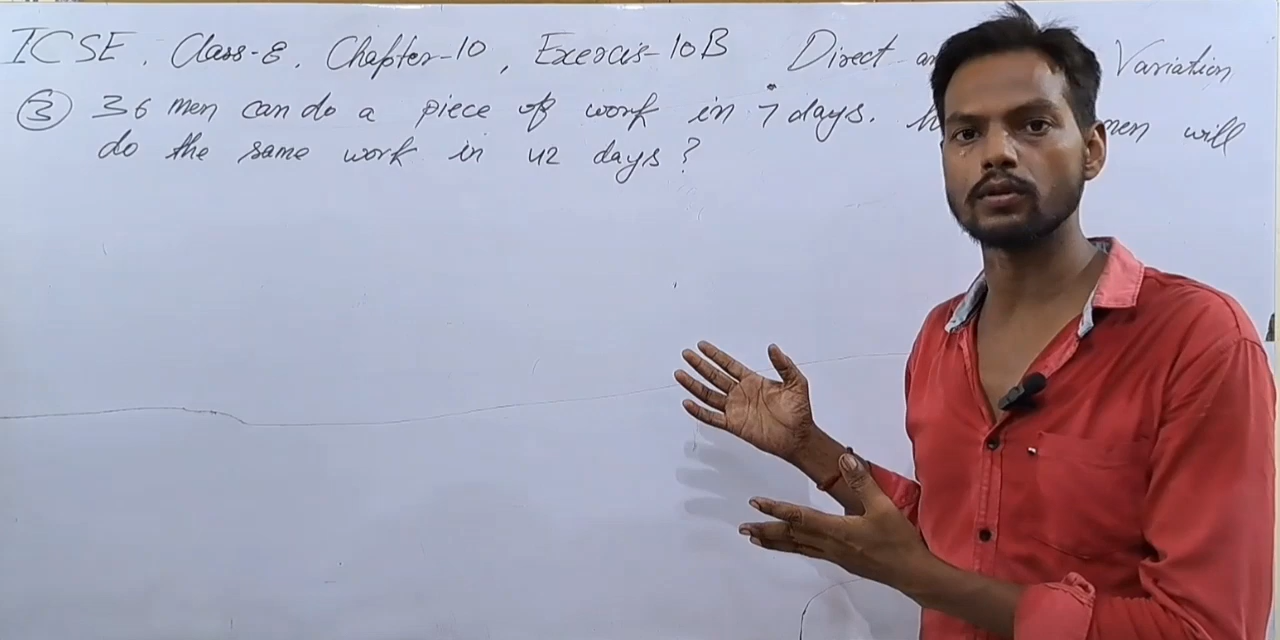 ICSE. Class-8. Chapter-10, Exercis-10B Direct an Variation
③ 36 men can do a piece of work in 7 days. h men will
do the same work in 42 days?